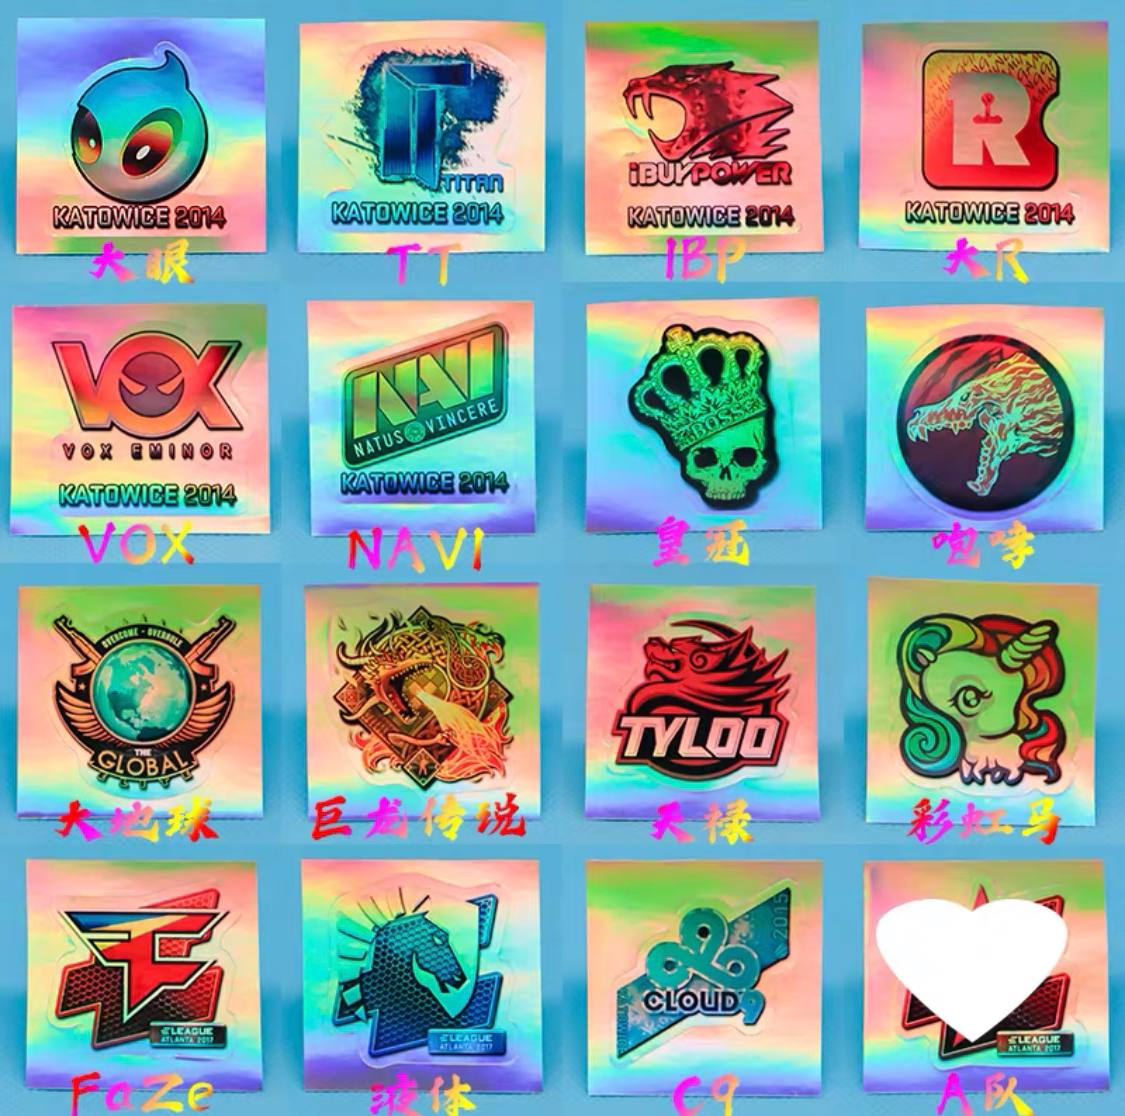 KATOWICE 2014
大眼
TITAN
KATOWICE 2014
TT
iBUYPOWER
KATOWICE 2014
IBP
R
KATOWICE 2014
大R
VOX
VOX EMINOR
KATOWICE 2014
VOX
NAVI
NATUS VINCERE
KATOWICE 2014
NAVI
BOSS
皇冠
咆哮
OVERCOME - OVERRULE
THE
GLOBAL
大地球
巨龙传说
TYLOO
天禄
彩虹马
ELEAGUE
ATLANTA 2017
FaZe
ELEAGUE
ATLANTA 2017
液体
2015
CLOUD9
C9
ELEAGUE
ATLANTA 2017
A队